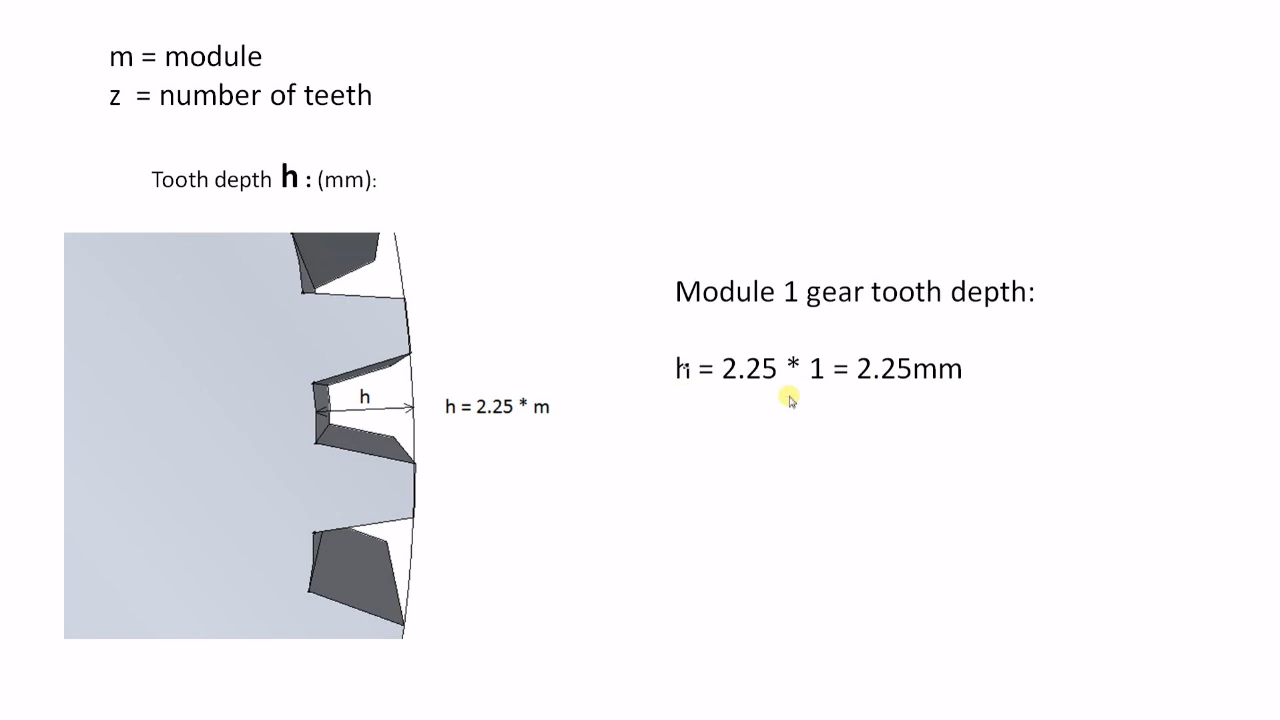 m = module
z = number of teeth
Tooth depth h : (mm):
h
h = 2.25 * m
Module 1 gear tooth depth:
h = 2.25 * 1 = 2.25mm